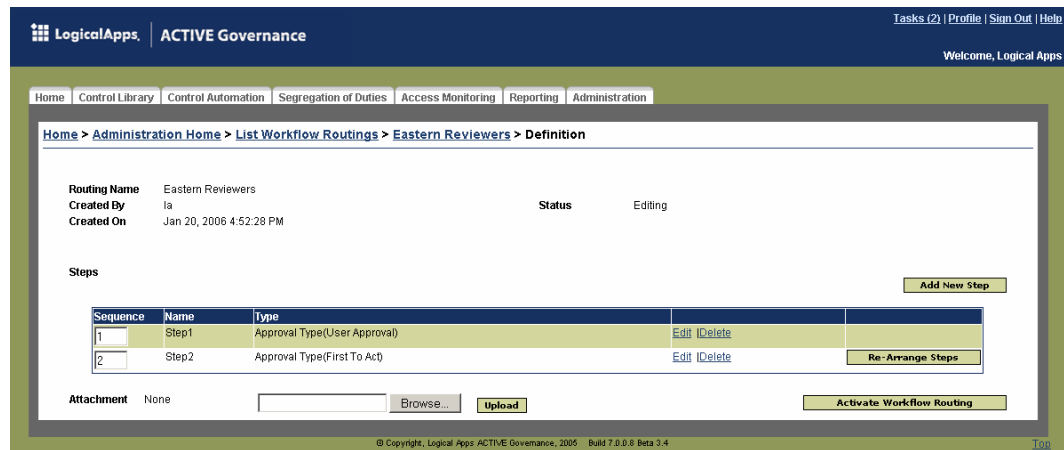 Tasks (2) | Profile | Sign Out | Help
LogicalApps. ACTIVE Governance
Welcome, Logical Apps
Home Control Library Control Automation Segregation of Duties Access Monitoring Reporting Administration
Home > Administration Home > List Workflow Routings > Eastern Reviewers > Definition
Routing Name Eastern Reviewers
Created By la Status Editing
Created On Jan 20, 2006 4:52:28 PM
Steps
Add New Step
Sequence Name Type
1 Step1 Approval Type(User Approval) Edit |Delete
2 Step2 Approval Type(First To Act) Edit |Delete Re-Arrange Steps
Attachment None Browse... Upload Activate Workflow Routing
© Copyright, Logical Apps ACTIVE Governance, 2005 Build 7.0.0.8 Beta 3.4
Top